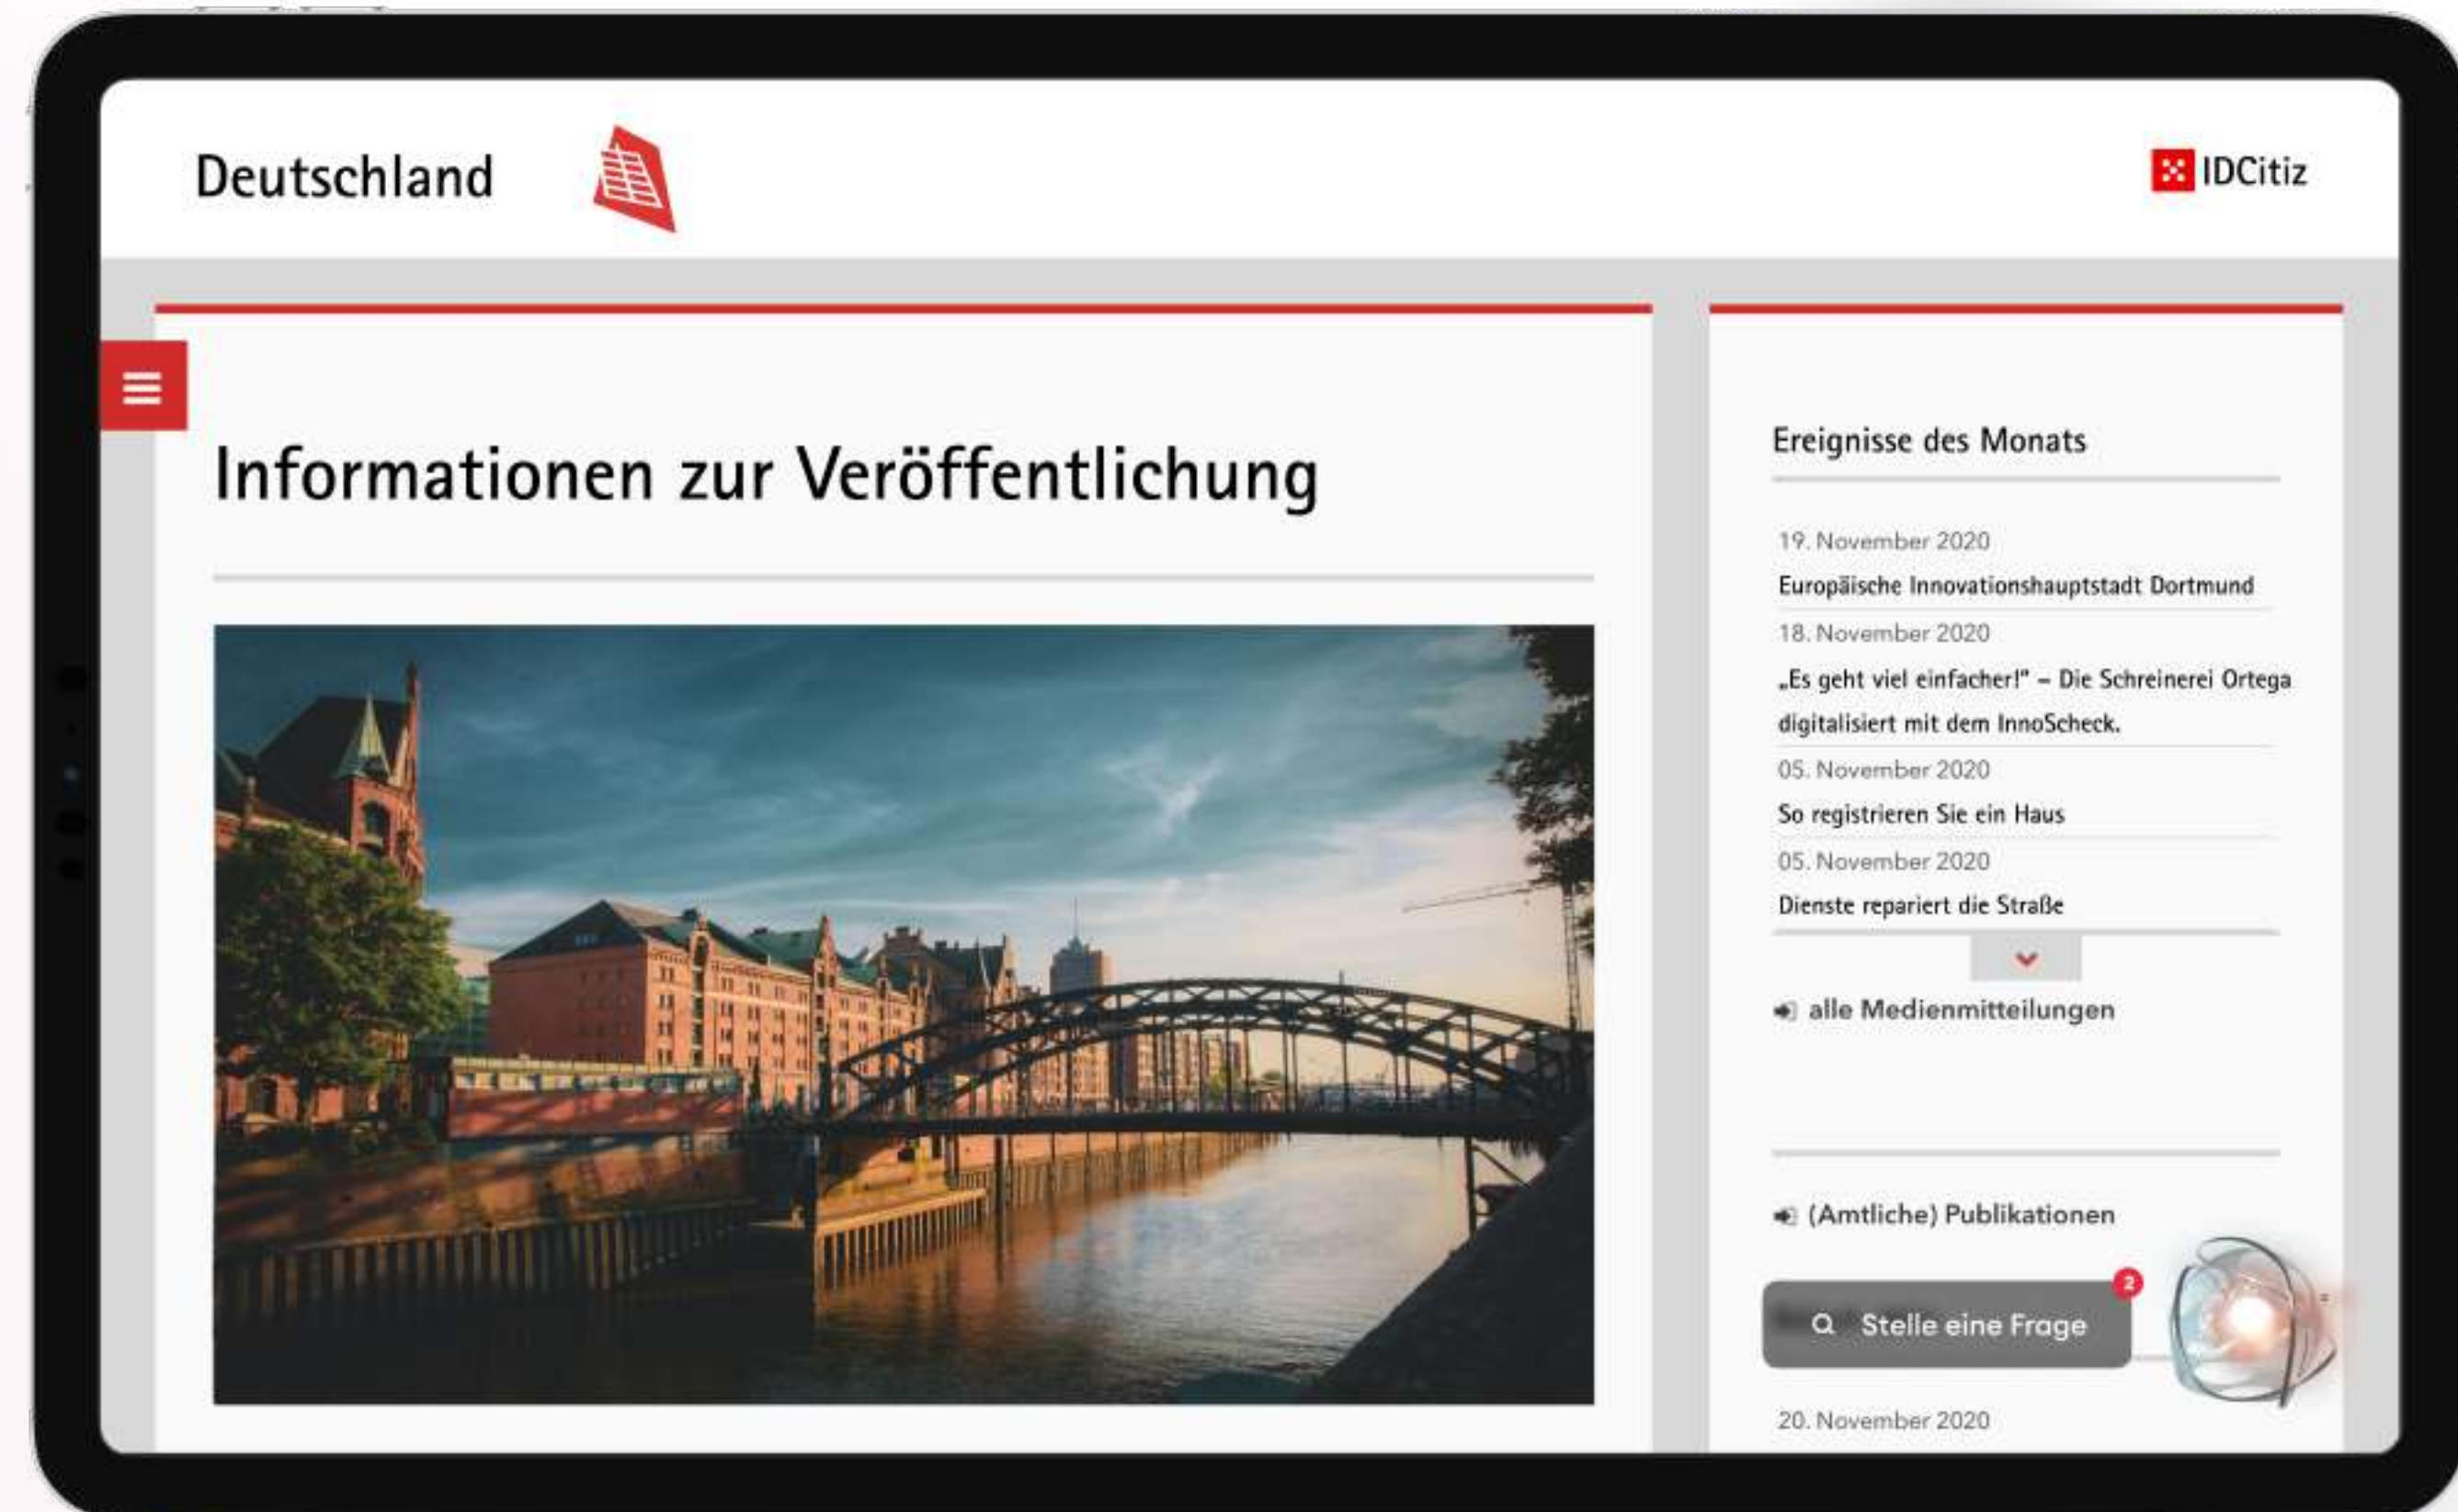 Deutschland
IDCitiz
Informationen zur Veröffentlichung
Ereignisse des Monats
19. November 2020
Europäische Innovationshauptstadt Dortmund
18. November 2020
„Es geht viel einfacher!“ – Die Schreinerei Ortega
digitalisiert mit dem InnoScheck.
05. November 2020
So registrieren Sie ein Haus
05. November 2020
Dienste repariert die Straße
alle Medienmitteilungen
(Amtliche) Publikationen
2
Stelle eine Frage
20. November 2020